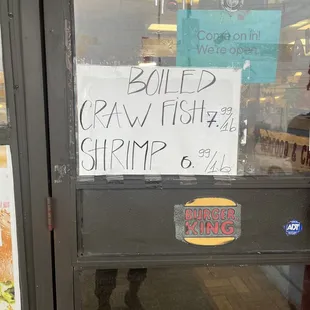 Come on in!
We're open
BOILED
CRAW FISH 7.99/lb
SHRIMP 6.99/lb
BURGER
KING
ADT